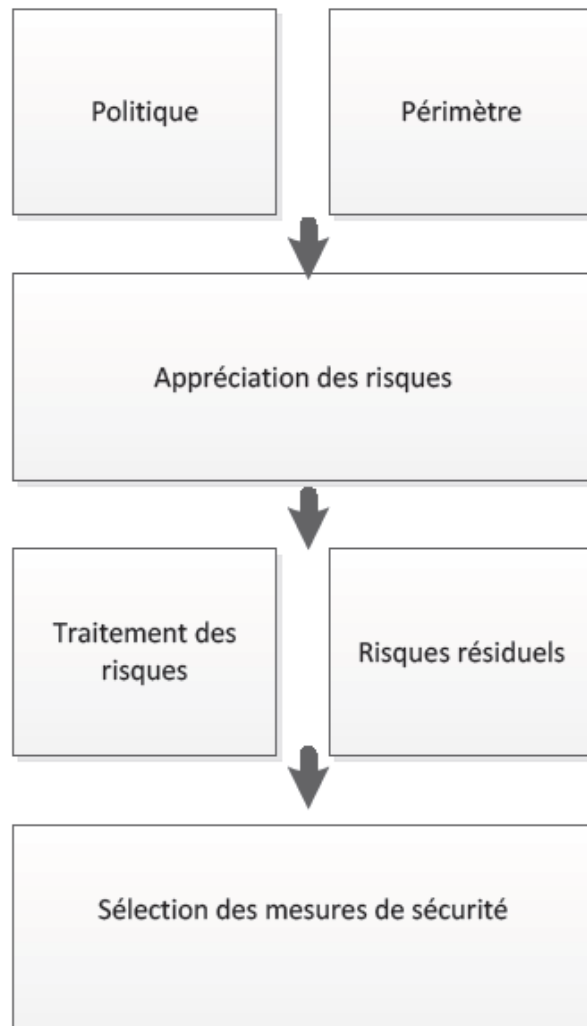 Politique
Périmètre
Appréciation des risques
Traitement des
risques
Risques résiduels
Sélection des mesures de sécurité